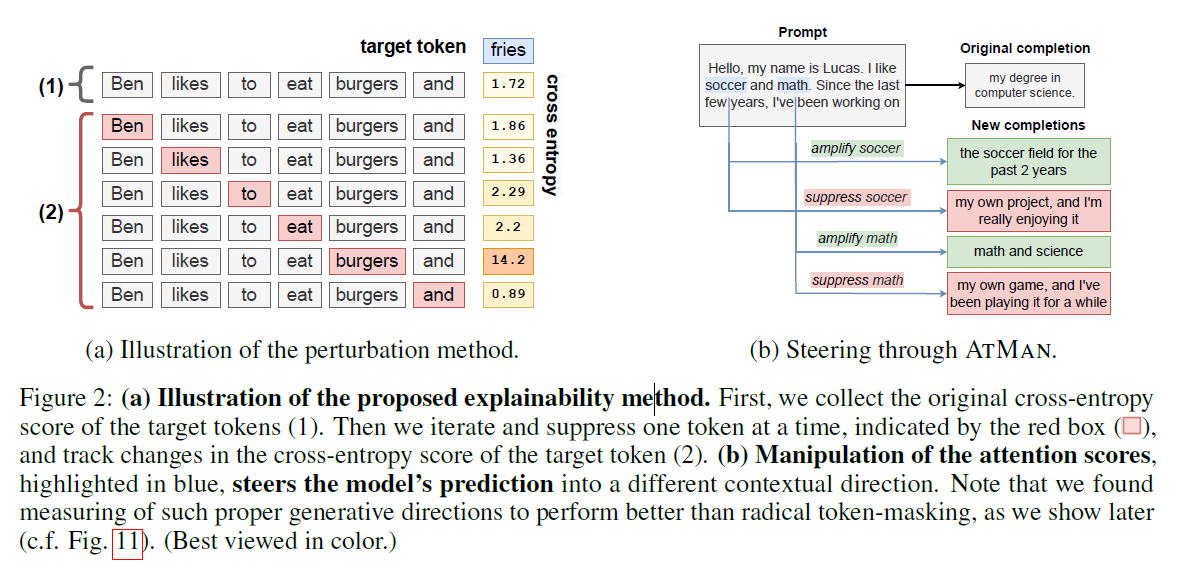 target token fries
(1) Ben likes to eat burgers and 1.72
(2) Ben likes to eat burgers and 1.86
Ben likes to eat burgers and 1.36
Ben likes to eat burgers and 2.29
Ben likes to eat burgers and 2.2
Ben likes to eat burgers and 14.2
Ben likes to eat burgers and 0.89
cross entropy
(a) Illustration of the perturbation method.
Prompt
Hello, my name is Lucas. I like
soccer and math. Since the last
few years, I've been working on
Original completion
my degree in
computer science.
New completions
amplify soccer
the soccer field for the
past 2 years
suppress soccer
my own project, and I'm
really enjoying it
amplify math
math and science
suppress math
my own game, and I've
been playing it for a while
(b) Steering through ATMAN.
Figure 2: (a) Illustration of the proposed explainability method. First, we collect the original cross-entropy
score of the target tokens (1). Then we iterate and suppress one token at a time, indicated by the red box (),
and track changes in the cross-entropy score of the target token (2). (b) Manipulation of the attention scores,
highlighted in blue, steers the model's prediction into a different contextual direction. Note that we found
measuring of such proper generative directions to perform better than radical token-masking, as we show later
(c.f. Fig. 11). (Best viewed in color.)